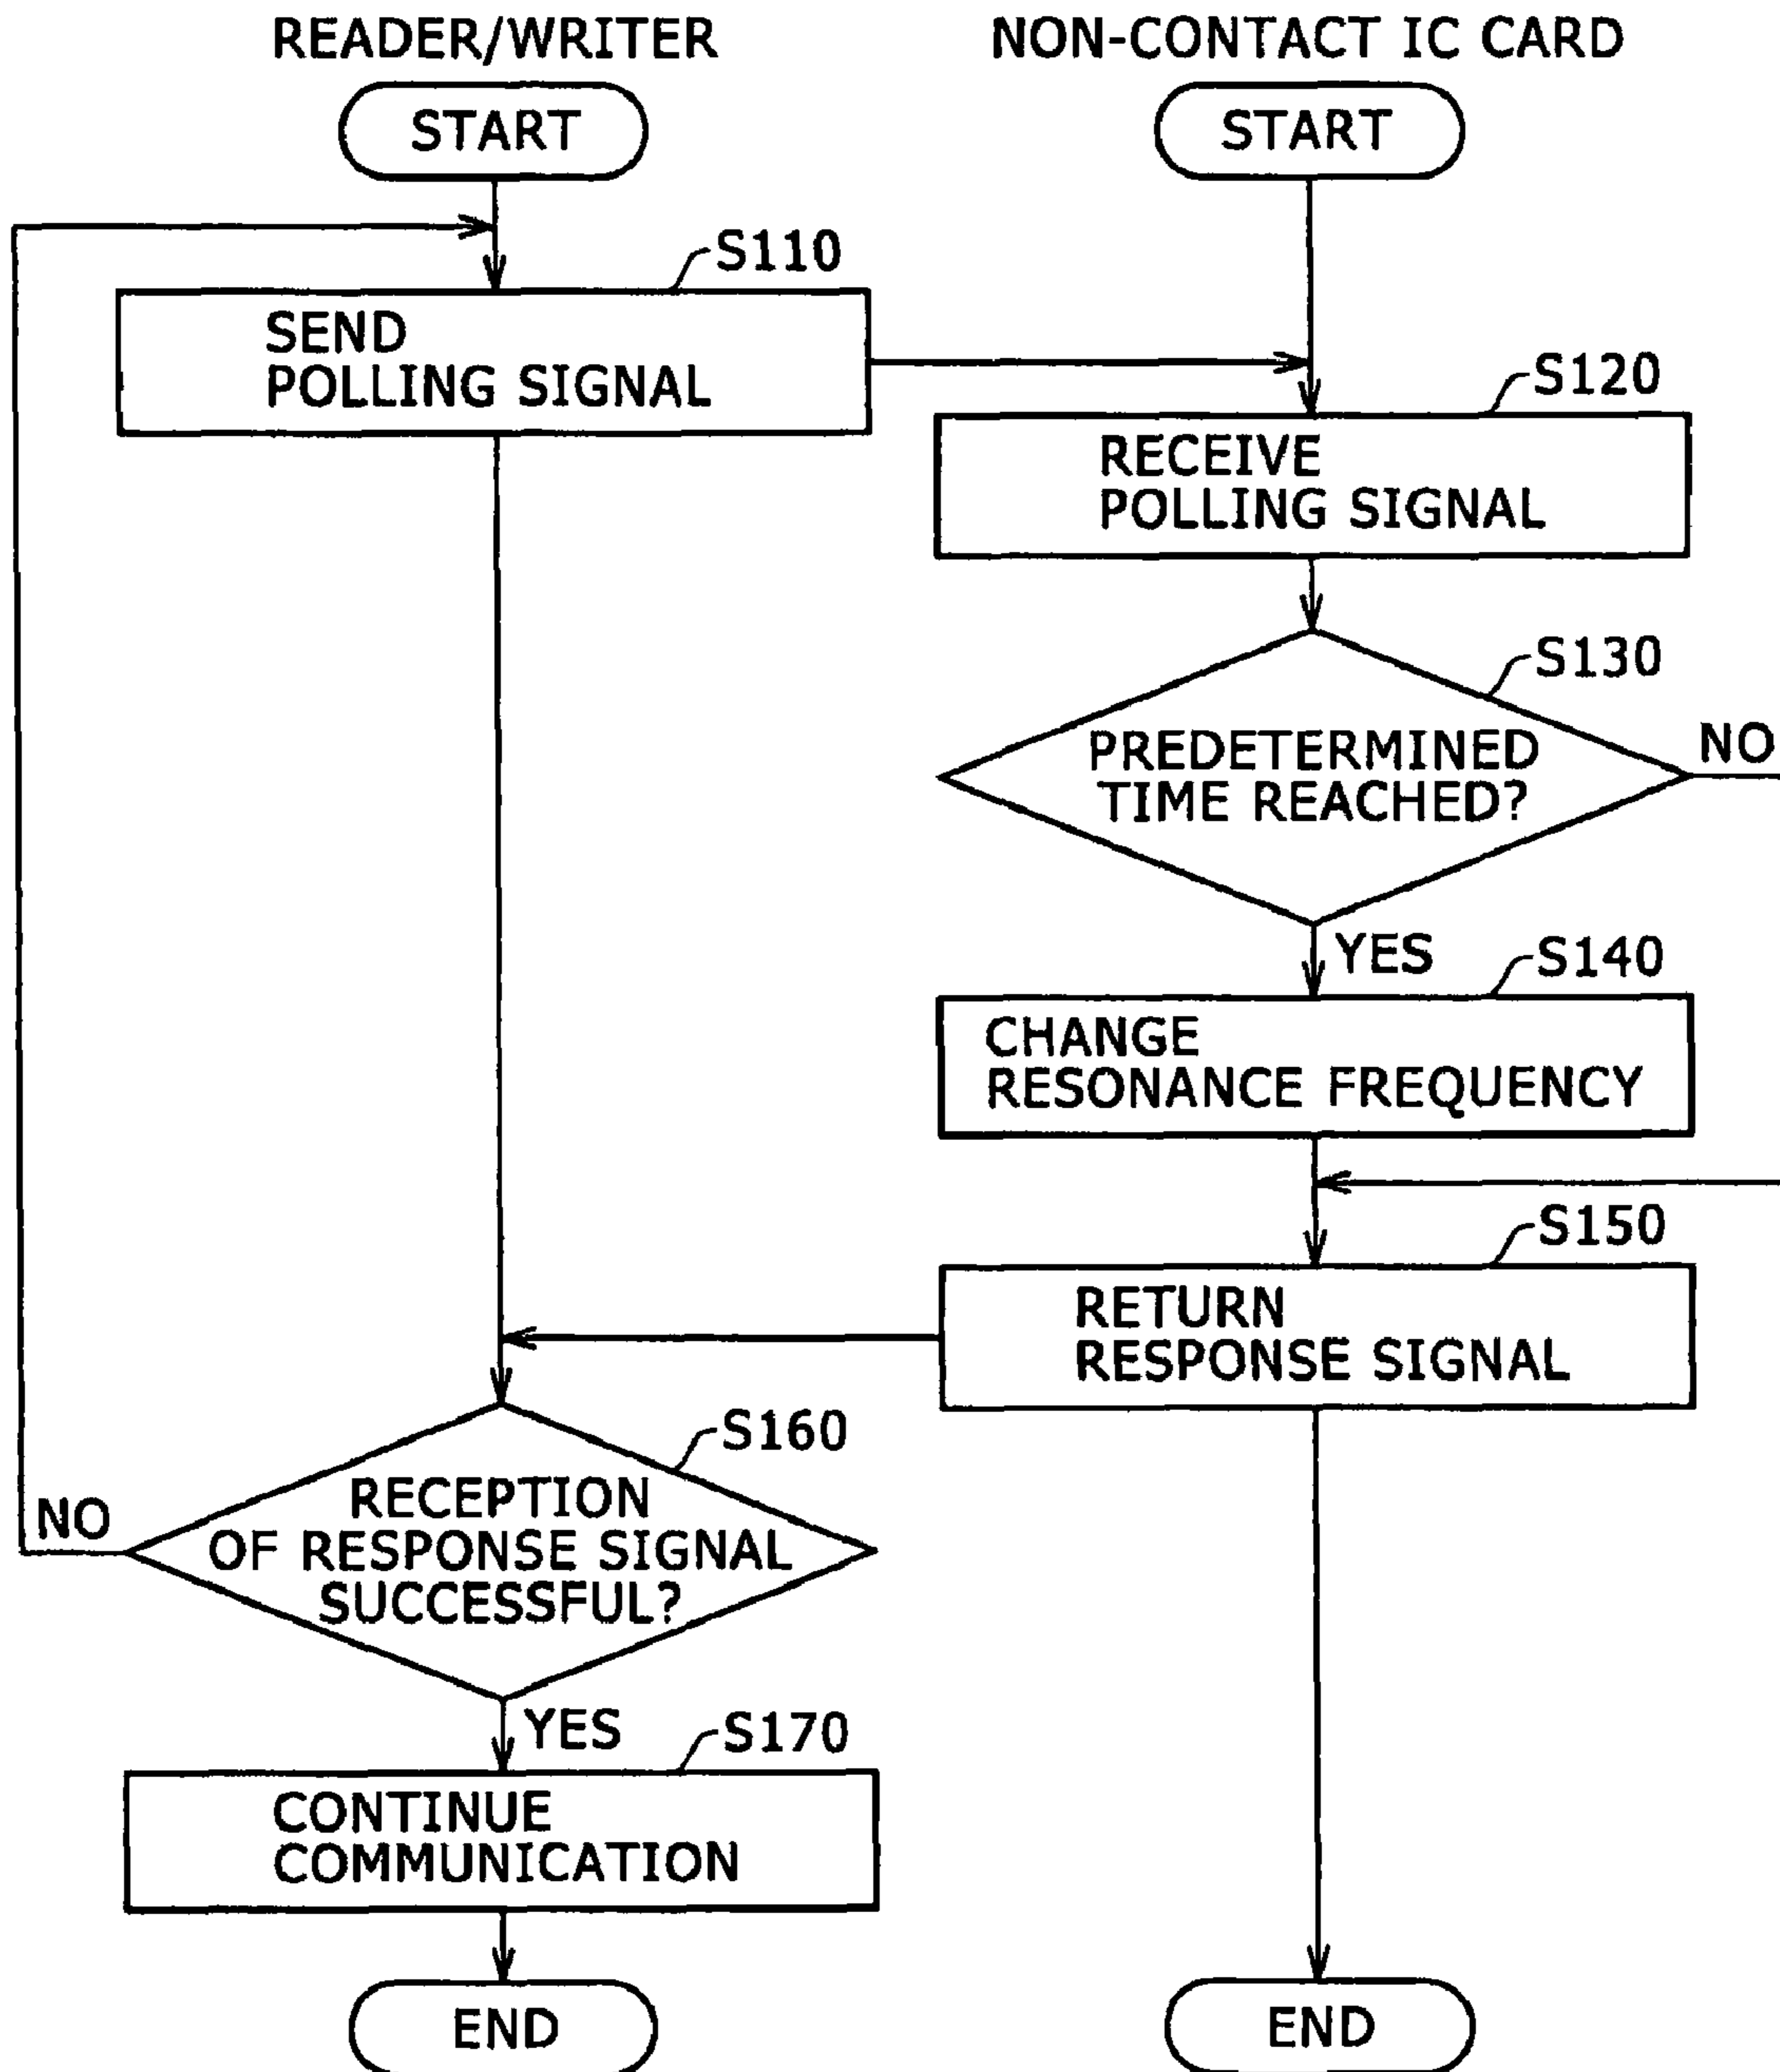 READER/WRITER
NON-CONTACT IC CARD
START
START
S110
SEND
POLLING SIGNAL
S120
RECEIVE
POLLING SIGNAL
S130
PREDETERMINED
TIME REACHED?
NO
YES
S140
CHANGE
RESONANCE FREQUENCY
S150
RETURN
RESPONSE SIGNAL
S160
RECEPTION
OF RESPONSE SIGNAL
SUCCESSFUL?
NO
YES
S170
CONTINUE
COMMUNICATION
END
END